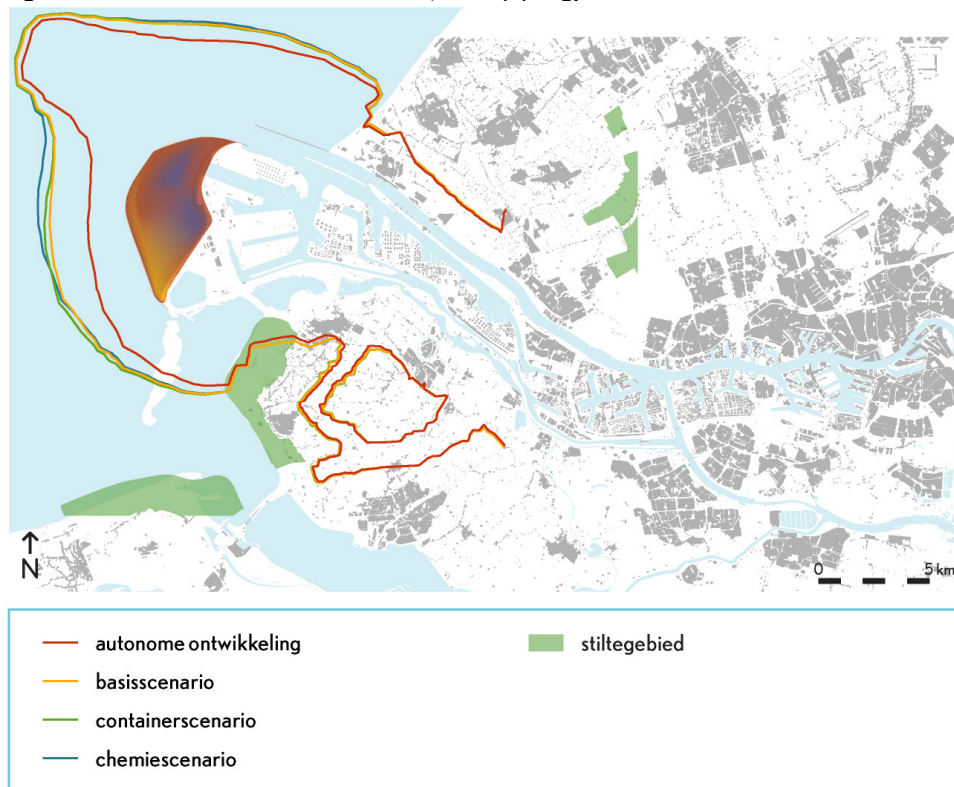 N
0 5 km
autonome ontwikkeling
basisscenario
containerscenario
chemiescenario
stiltegebied